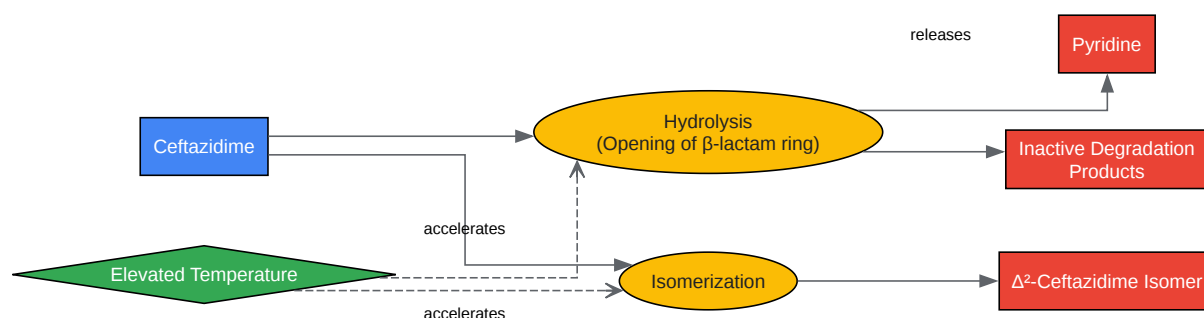 releases
Pyridine
Hydrolysis
(Opening of β-lactam ring)
Ceftazidime
Inactive Degradation
Products
accelerates
Elevated Temperature
Isomerization
Δ²-Ceftazidime Isomer
accelerates